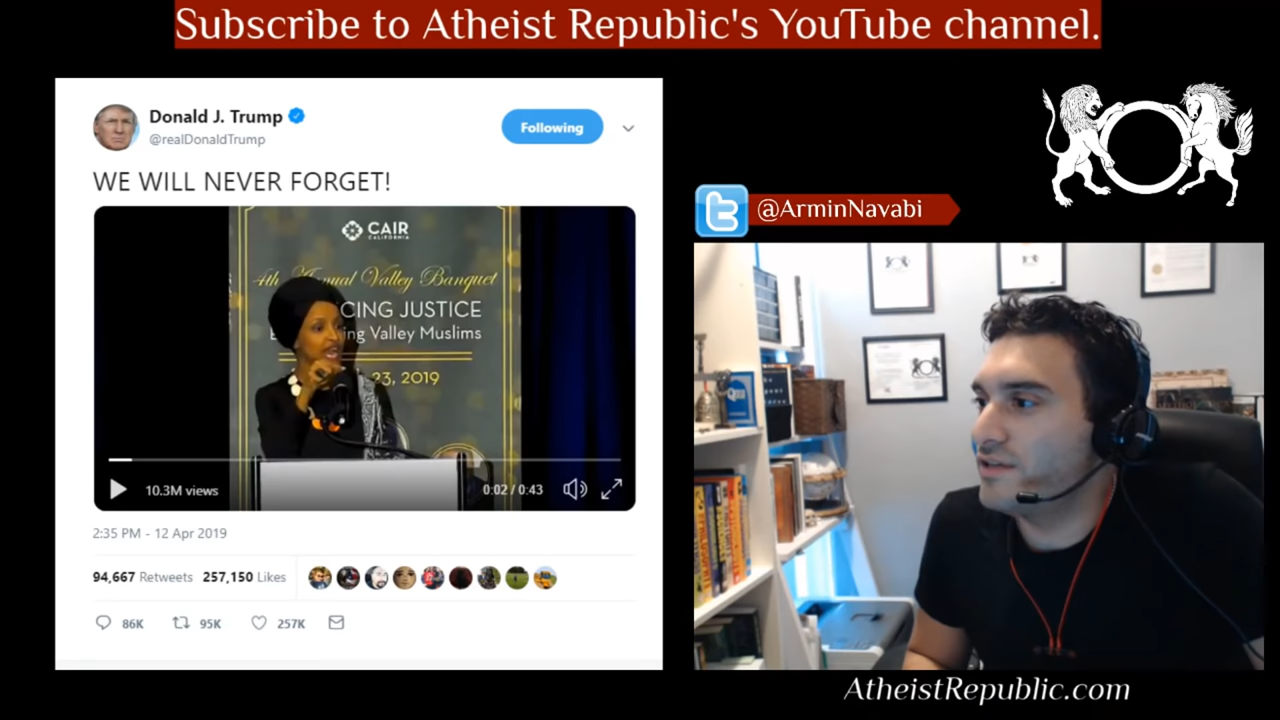 Subscribe to Atheist Republic's YouTube channel.
Donald J. Trump
@realDonaldTrump
Following
WE WILL NEVER FORGET!
CAIR
CALIFORNIA
4th Annual Valley Banquet
CING JUSTICE
ing Valley Muslims
23, 2019
10.3M views
0:02 / 0:43
2:35 PM - 12 Apr 2019
94,667 Retweets 257,150 Likes
86K 95K 257K
@ArminNavabi
AtheistRepublic.com